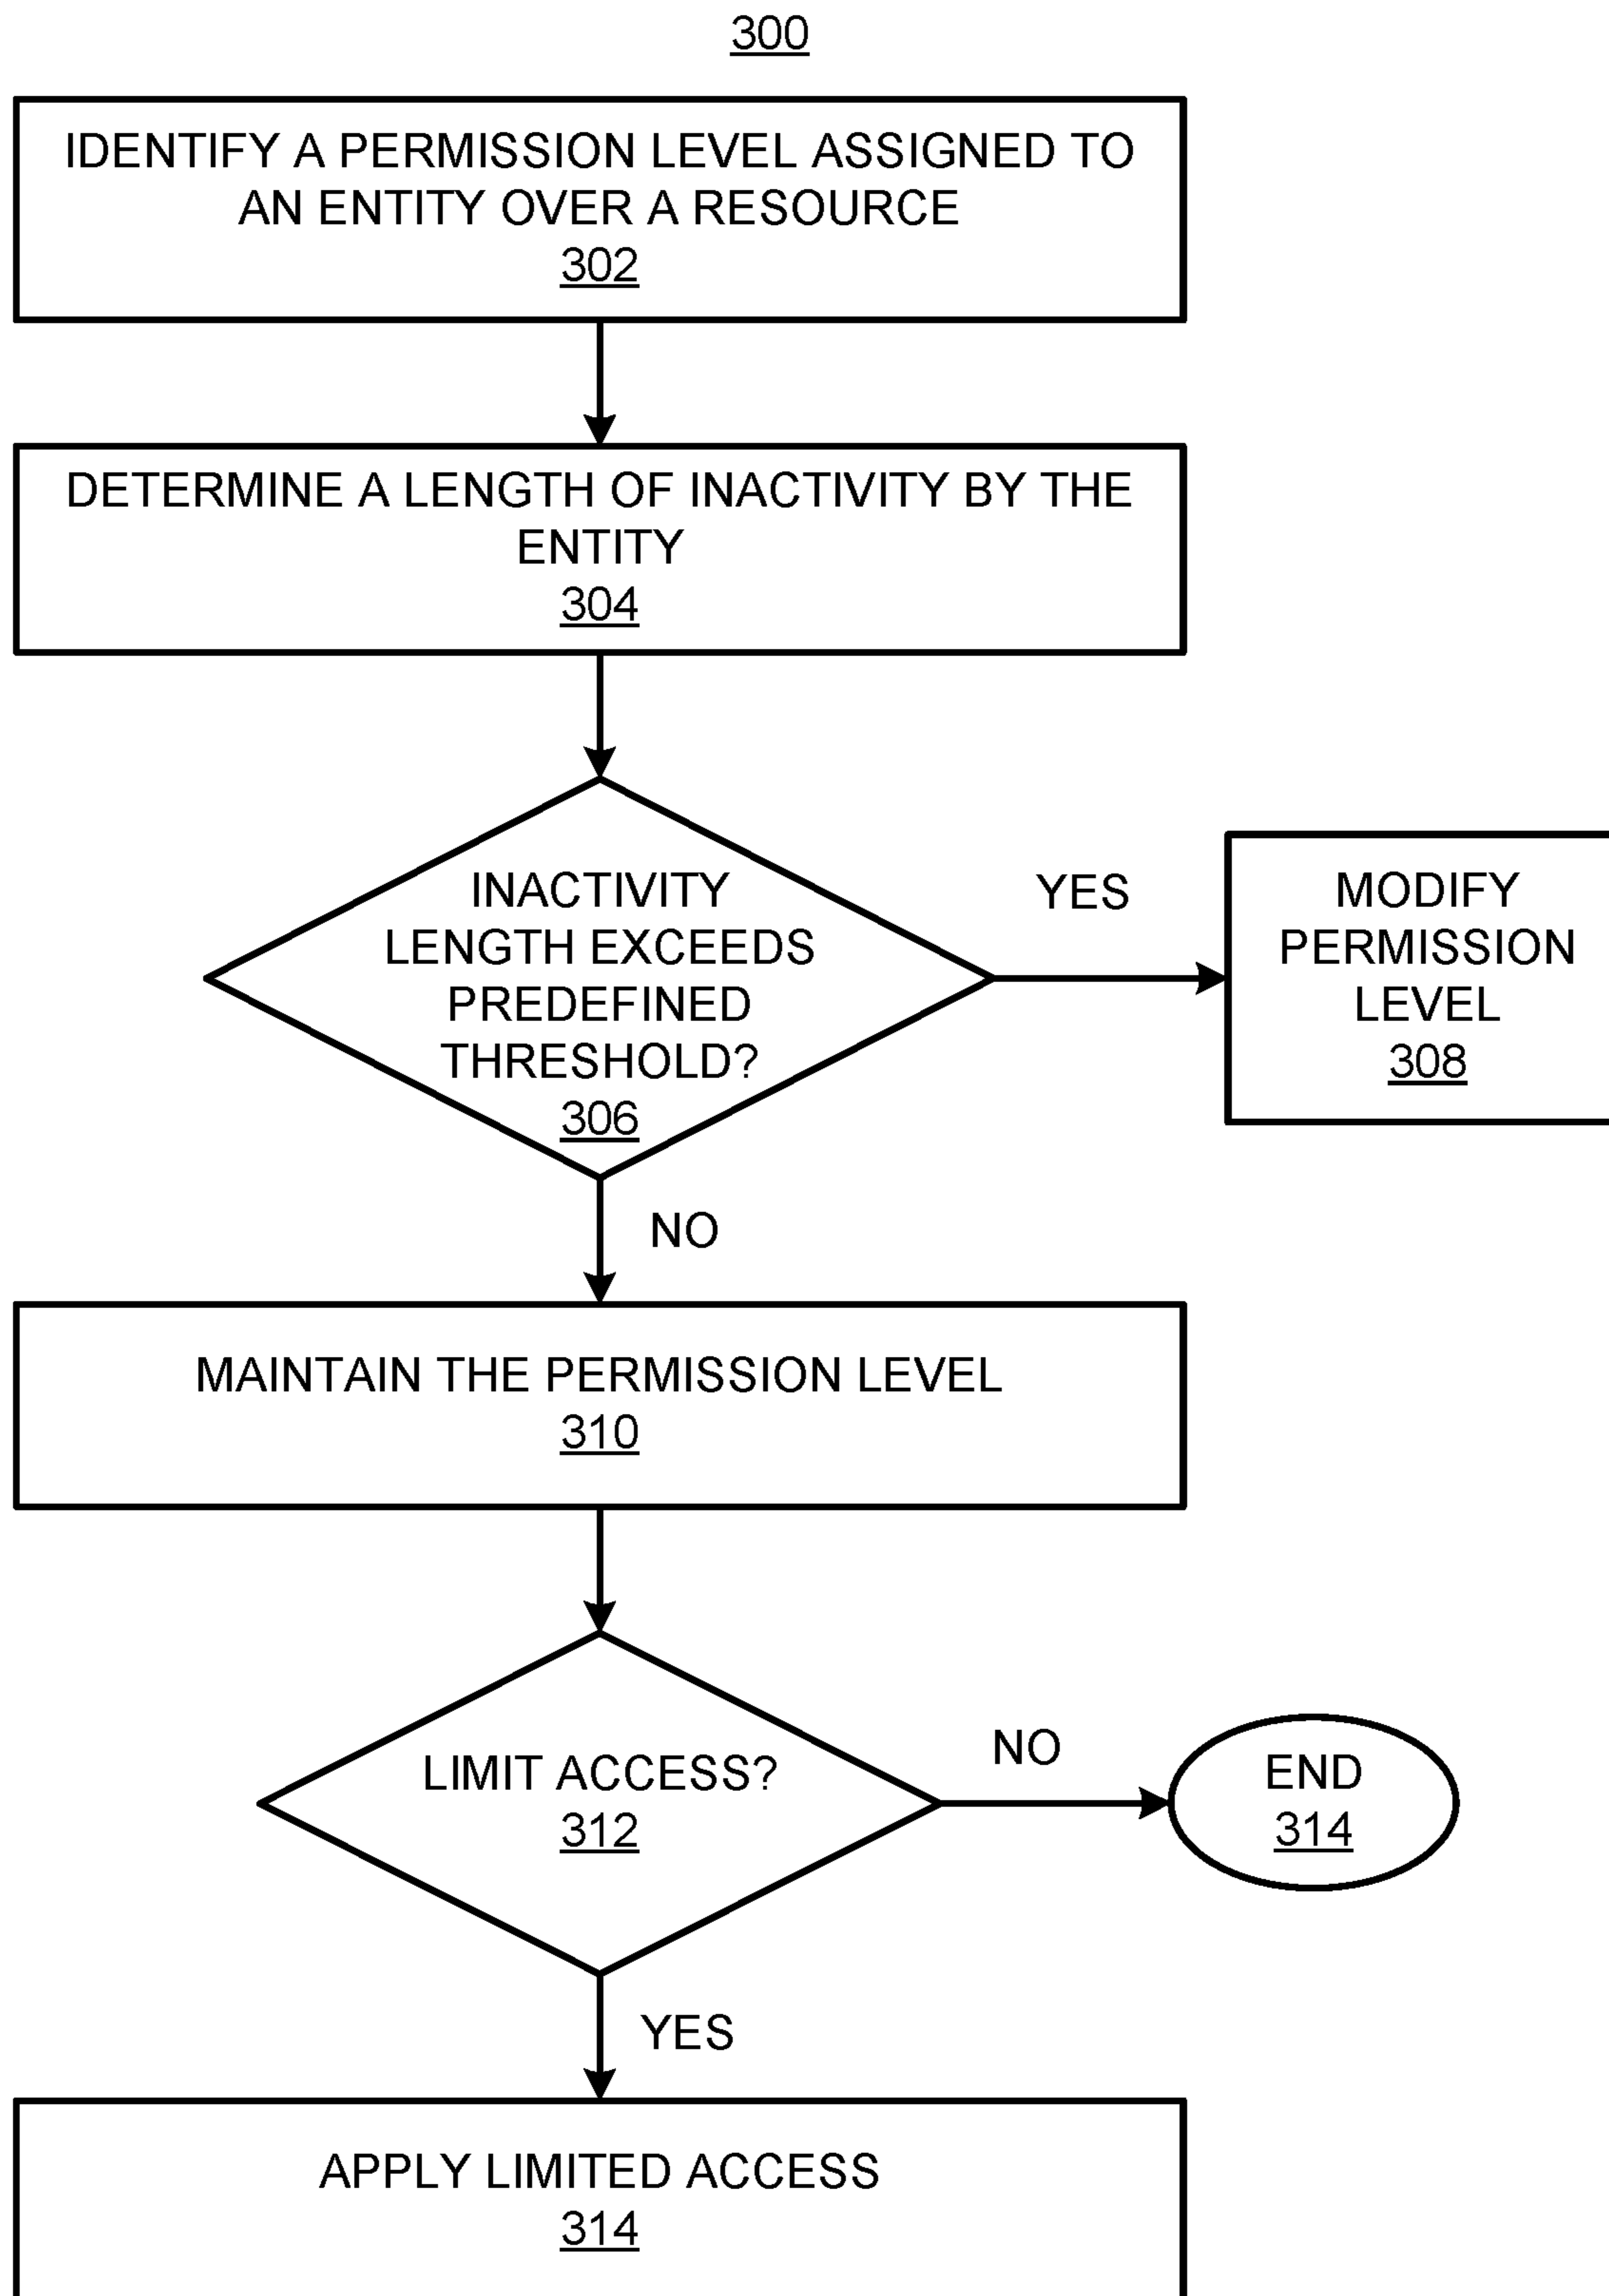 300
IDENTIFY A PERMISSION LEVEL ASSIGNED TO
AN ENTITY OVER A RESOURCE
302
DETERMINE A LENGTH OF INACTIVITY BY THE
ENTITY
304
INACTIVITY
LENGTH EXCEEDS
PREDEFINED
THRESHOLD?
306
YES
MODIFY
PERMISSION
LEVEL
308
NO
MAINTAIN THE PERMISSION LEVEL
310
LIMIT ACCESS?
312
NO
END
314
YES
APPLY LIMITED ACCESS
314